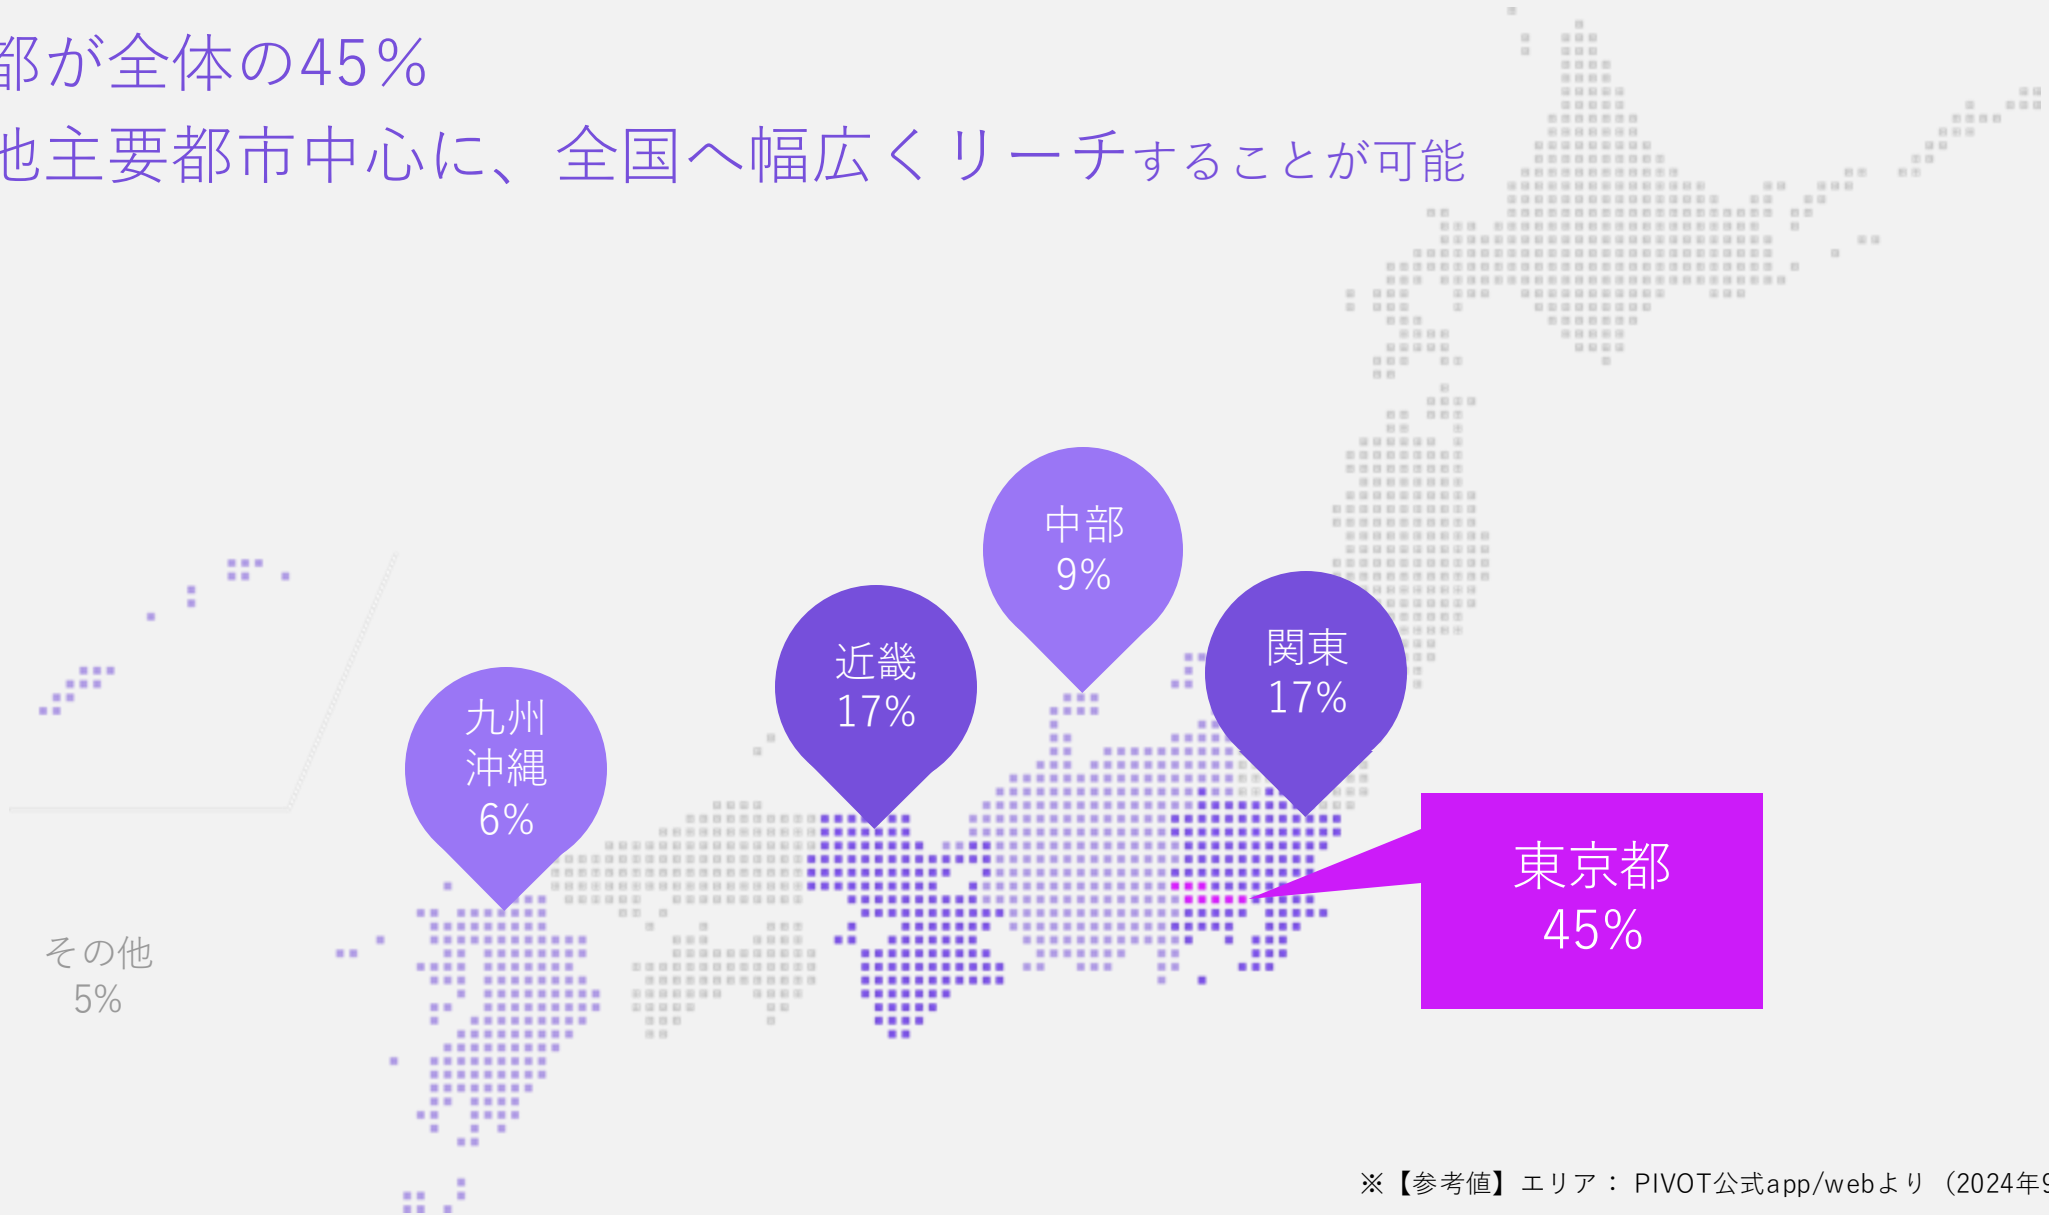 都が全体の45%
他主要都市中心に、全国へ幅広くリーチすることが可能
中部
9%
関東
17%
近畿
17%
九州
沖縄
6%
東京都
45%
その他
5%
※【参考値】エリア：PIVOT公式app/webより（2024年9